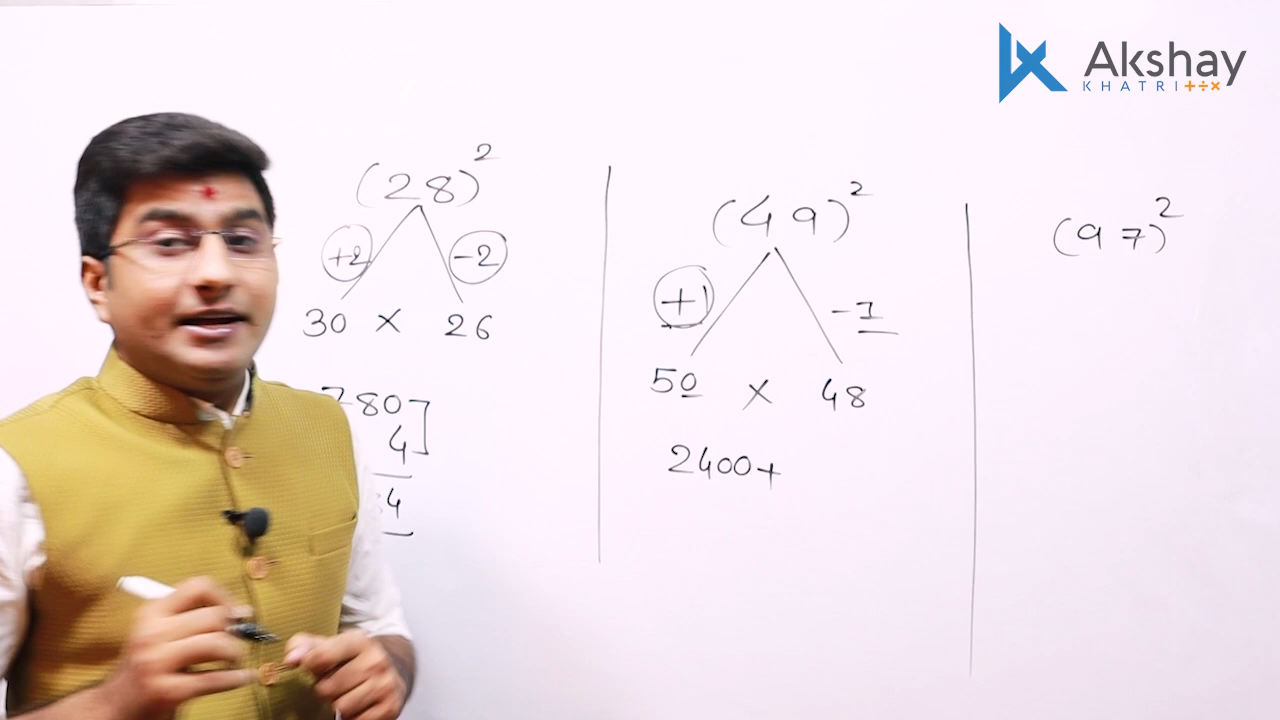 Akshay
KHATRI+÷×
(28)²
+2 -2
30 × 26
780
4
4
(49)²
+1 -1
50 × 48
2400+
(97)²